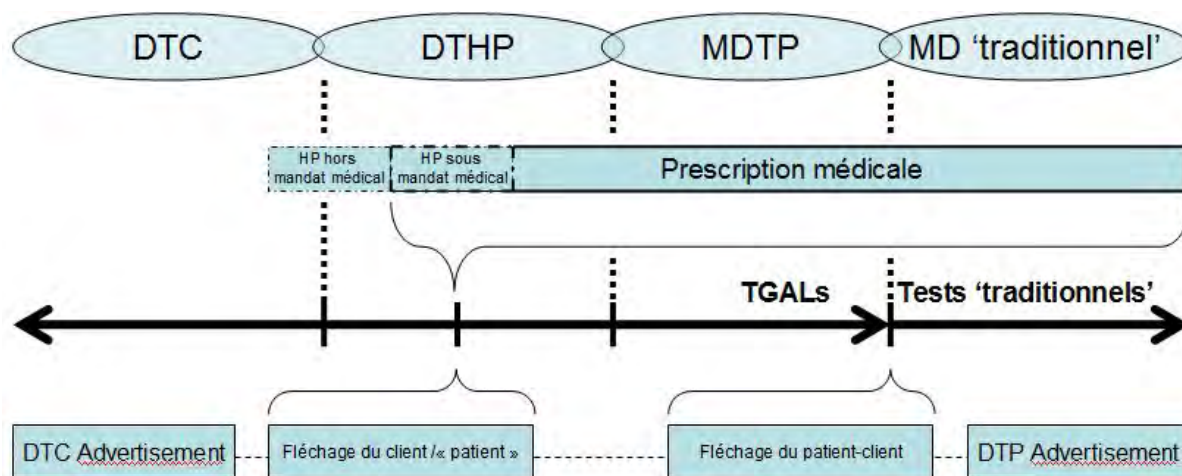 DTC
DTHP
MDTP
MD ‘traditionnel’
HP hors
mandat médical
HP sous
mandat médical
Prescription médicale
TGALs
Tests ‘traditionnels’
DTC Advertisement
Fléchage du client /« patient »
Fléchage du patient-client
DTP Advertisement